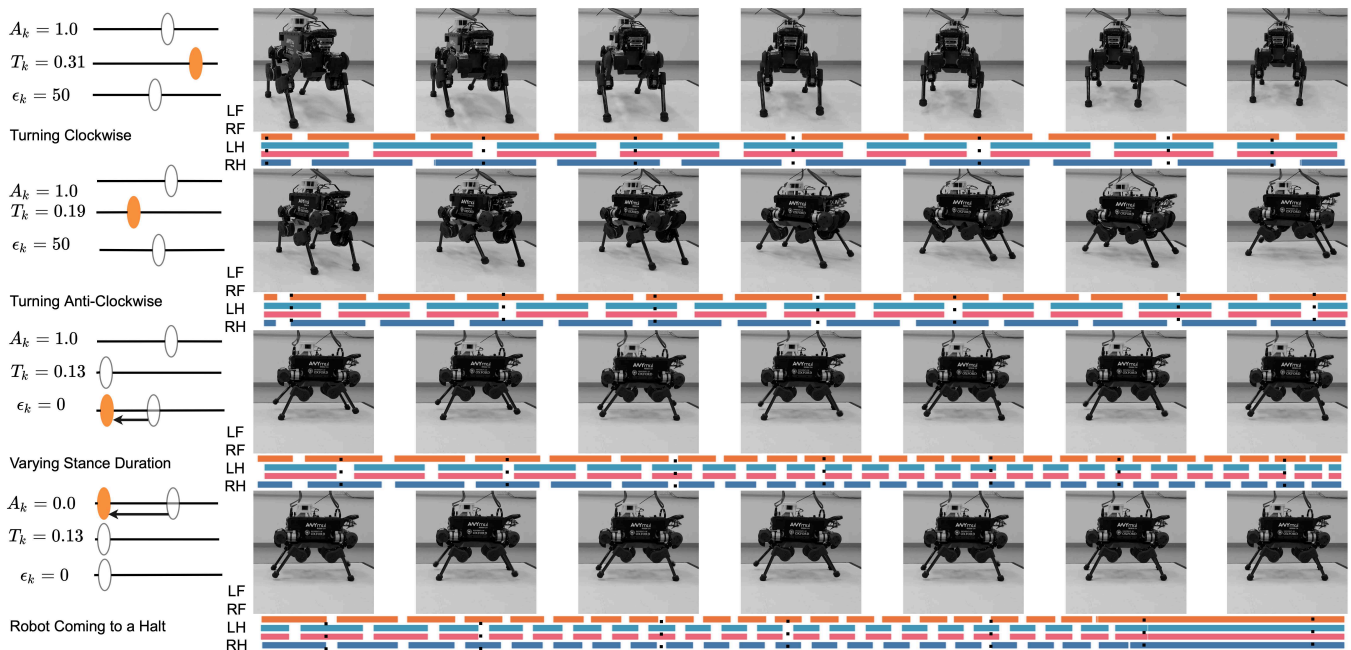 A_k = 1.0
T_k = 0.31
ϵ_k = 50
Turning Clockwise
LF
RF
LH
RH
A_k = 1.0
T_k = 0.19
ϵ_k = 50
Turning Anti-Clockwise
LF
RF
LH
RH
A_k = 1.0
T_k = 0.13
ϵ_k = 0
Varying Stance Duration
LF
RF
LH
RH
A_k = 0.0
T_k = 0.13
ϵ_k = 0
Robot Coming to a Halt
LF
RF
LH
RH